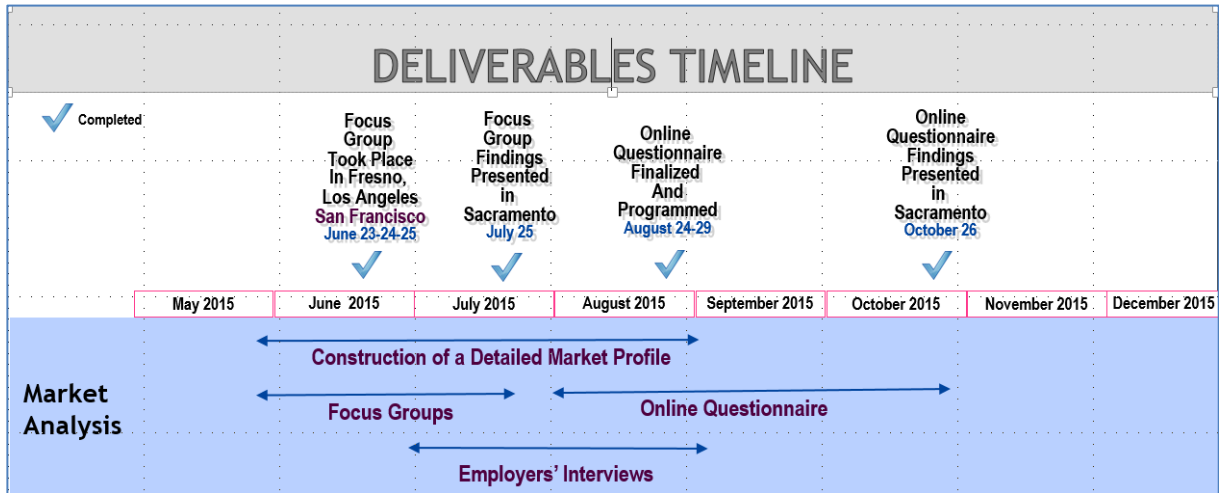 DELIVERABLES TIMELINE
Completed
Focus
Group
Took Place
In Fresno,
Los Angeles
San Francisco
June 23-24-25
Focus
Group
Findings
Presented
in
Sacramento
July 25
Online
Questionnaire
Finalized
And
Programmed
August 24-29
Online
Questionnaire
Findings
Presented
in
Sacramento
October 26
May 2015
June 2015
July 2015
August 2015
September 2015
October 2015
November 2015
December 2015
Market
Analysis
Construction of a Detailed Market Profile
Focus Groups
Online Questionnaire
Employers’ Interviews